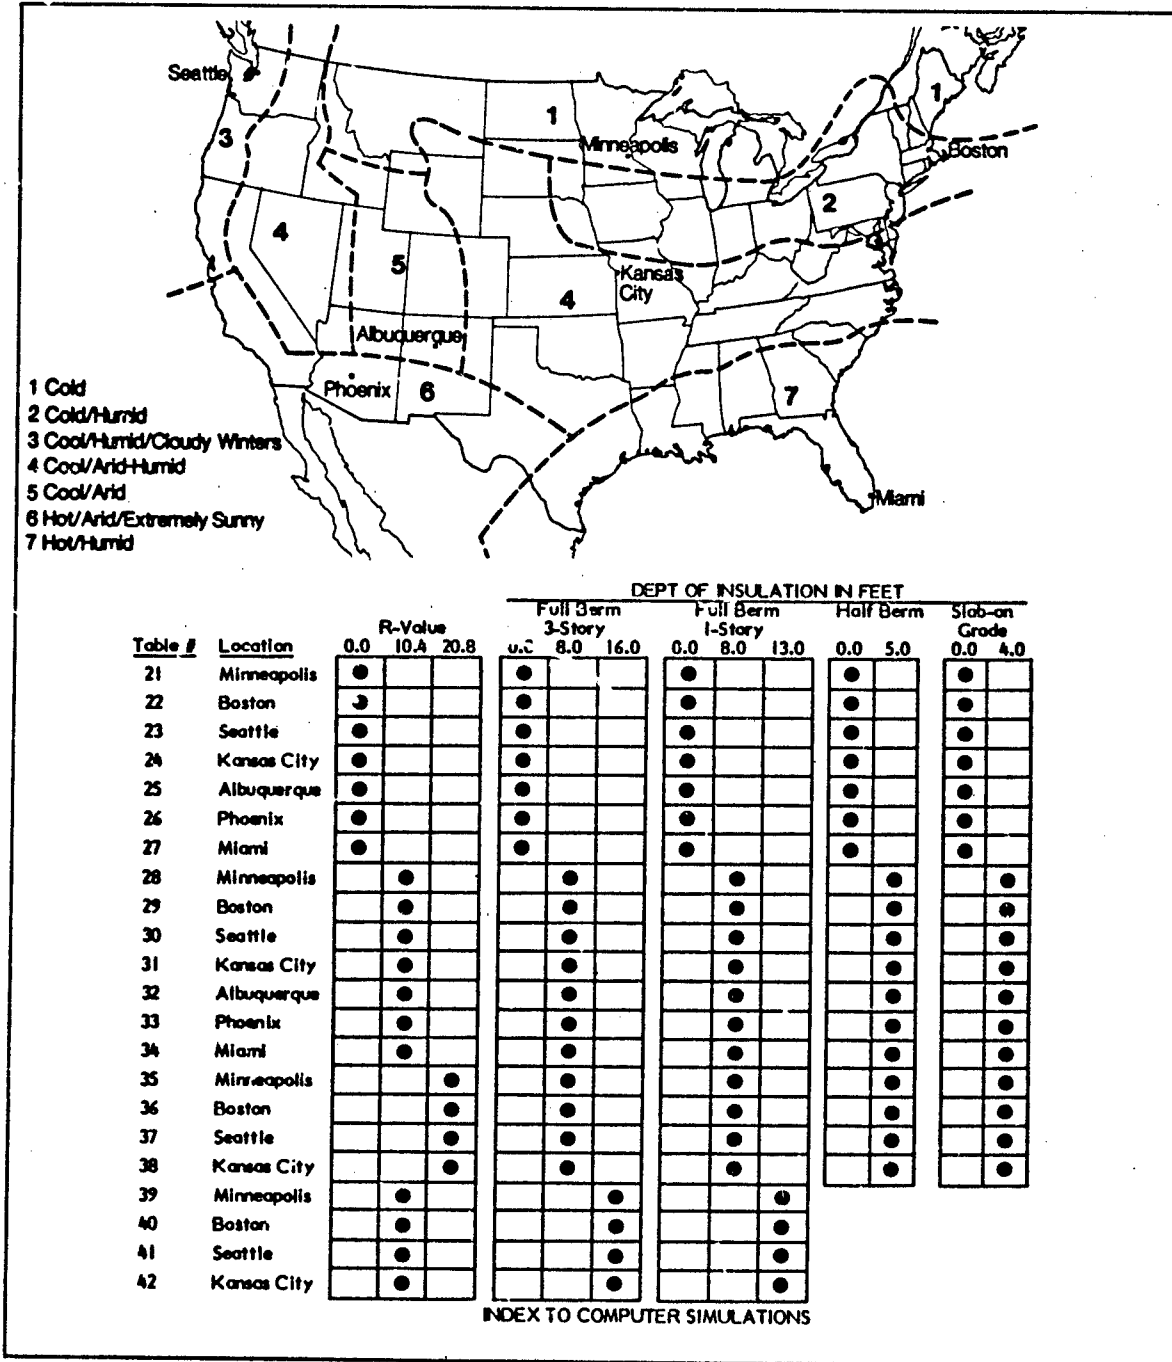 Seattle
1
1
3
Minneapolis
Boston
2
4
5
Kansas
City
4
Albuquerque
Phoenix
6
7
Miami
1 Cold
2 Cold/Humid
3 Cool/Humid/Cloudy Winters
4 Cool/Arid-Humid
5 Cool/Arid
6 Hot/Arid/Extremely Sunny
7 Hot/Humid
DEPT OF INSULATION IN FEET
Full Berm Full Berm Half Berm Slab-on
R-Value 3-Story 1-Story Grade
Table # Location 0.0 10.4 20.8 0.0 8.0 16.0 0.0 8.0 13.0 0.0 5.0 0.0 4.0
21 Minneapolis
22 Boston
23 Seattle
24 Kansas City
25 Albuquerque
26 Phoenix
27 Miami
28 Minneapolis
29 Boston
30 Seattle
31 Kansas City
32 Albuquerque
33 Phoenix
34 Miami
35 Minneapolis
36 Boston
37 Seattle
38 Kansas City
39 Minneapolis
40 Boston
41 Seattle
42 Kansas City
INDEX TO COMPUTER SIMULATIONS